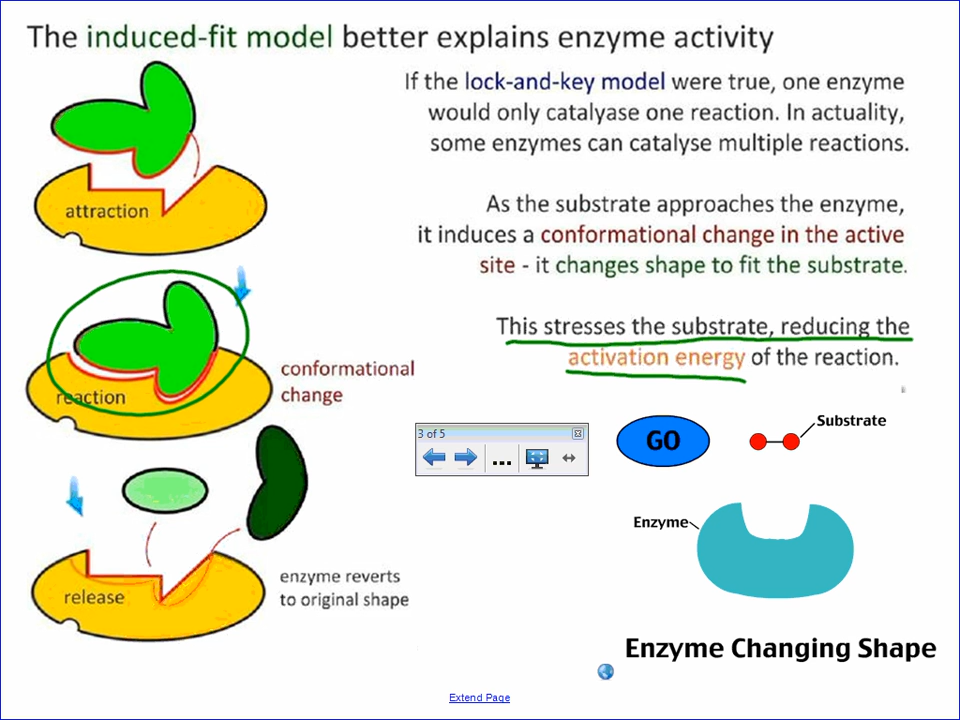 The induced-fit model better explains enzyme activity
If the lock-and-key model were true, one enzyme
would only catalyase one reaction. In actuality,
some enzymes can catalyse multiple reactions.
attraction
As the substrate approaches the enzyme,
it induces a conformational change in the active
site - it changes shape to fit the substrate.
This stresses the substrate, reducing the
activation energy of the reaction.
reaction
conformational
change
3 of 5
...
GO
Substrate
Enzyme
release
enzyme reverts
to original shape
Enzyme Changing Shape
Extend Page